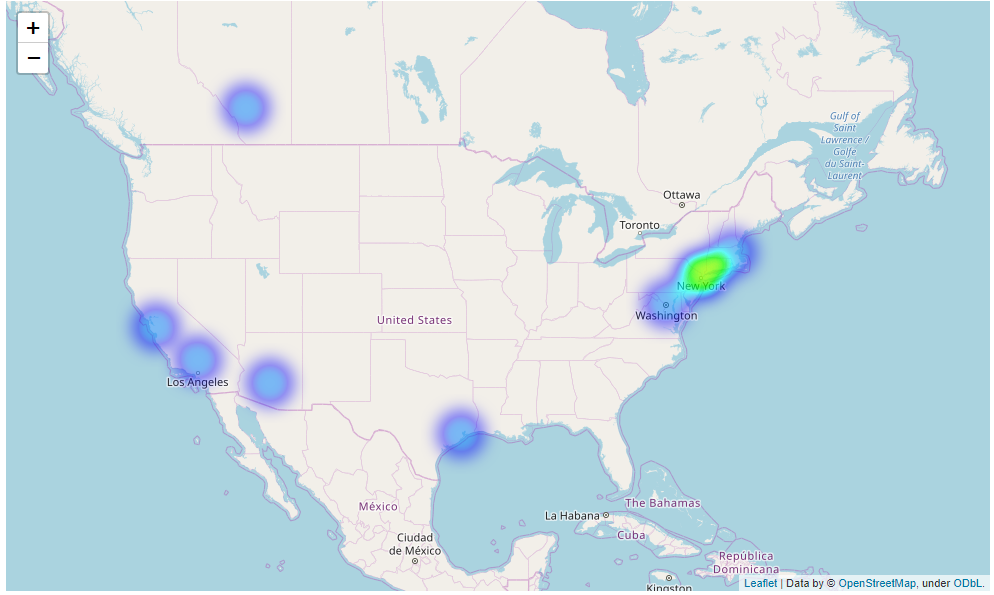 +
−
Gulf of
Saint
Lawrence /
Golfe
du Saint-
Laurent
Ottawa
Toronto
New York
Washington
United States
Los Angeles
México
The Bahamas
La Habana
Cuba
Ciudad
de México
República
Dominicana
Kingston
Leaflet | Data by © OpenStreetMap, under ODbL.